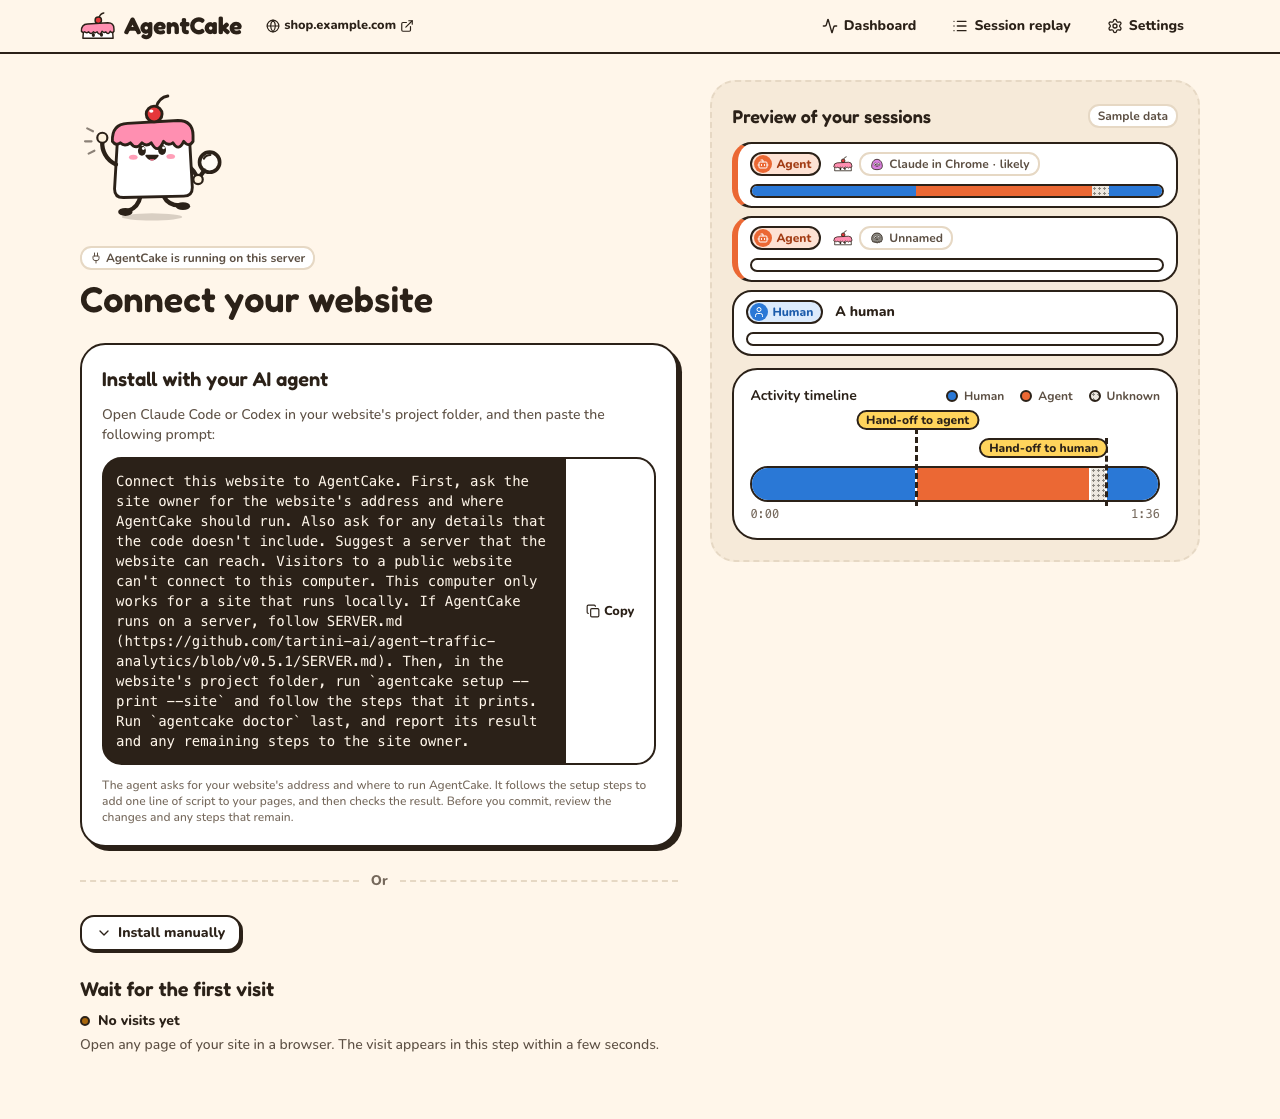 AgentCake
shop.example.com
Dashboard
Session replay
Settings
AgentCake is running on this server
Connect your website
Install with your AI agent
Open Claude Code or Codex in your website's project folder, and then paste the
following prompt:
Connect this website to AgentCake. First, ask the
site owner for the website's address and where
AgentCake should run. Also ask for any details that
the code doesn't include. Suggest a server that the
website can reach. Visitors to a public website
can't connect to this computer. This computer only
works for a site that runs locally. If AgentCake
runs on a server, follow SERVER.md
(https://github.com/tartini-ai/agent-traffic-
analytics/blob/v0.5.1/SERVER.md). Then, in the
website's project folder, run `agentcake setup --
print --site` and follow the steps that it prints.
Run `agentcake doctor` last, and report its result
and any remaining steps to the site owner.
Copy
The agent asks for your website's address and where to run AgentCake. It follows the setup steps to
add one line of script to your pages, and then checks the result. Before you commit, review the
changes and any steps that remain.
Or
Install manually
Wait for the first visit
No visits yet
Open any page of your site in a browser. The visit appears in this step within a few seconds.
Preview of your sessions
Sample data
Agent
Claude in Chrome · likely
Agent
Unnamed
Human
A human
Activity timeline
Human
Agent
Unknown
Hand-off to agent
Hand-off to human
0:00
1:36